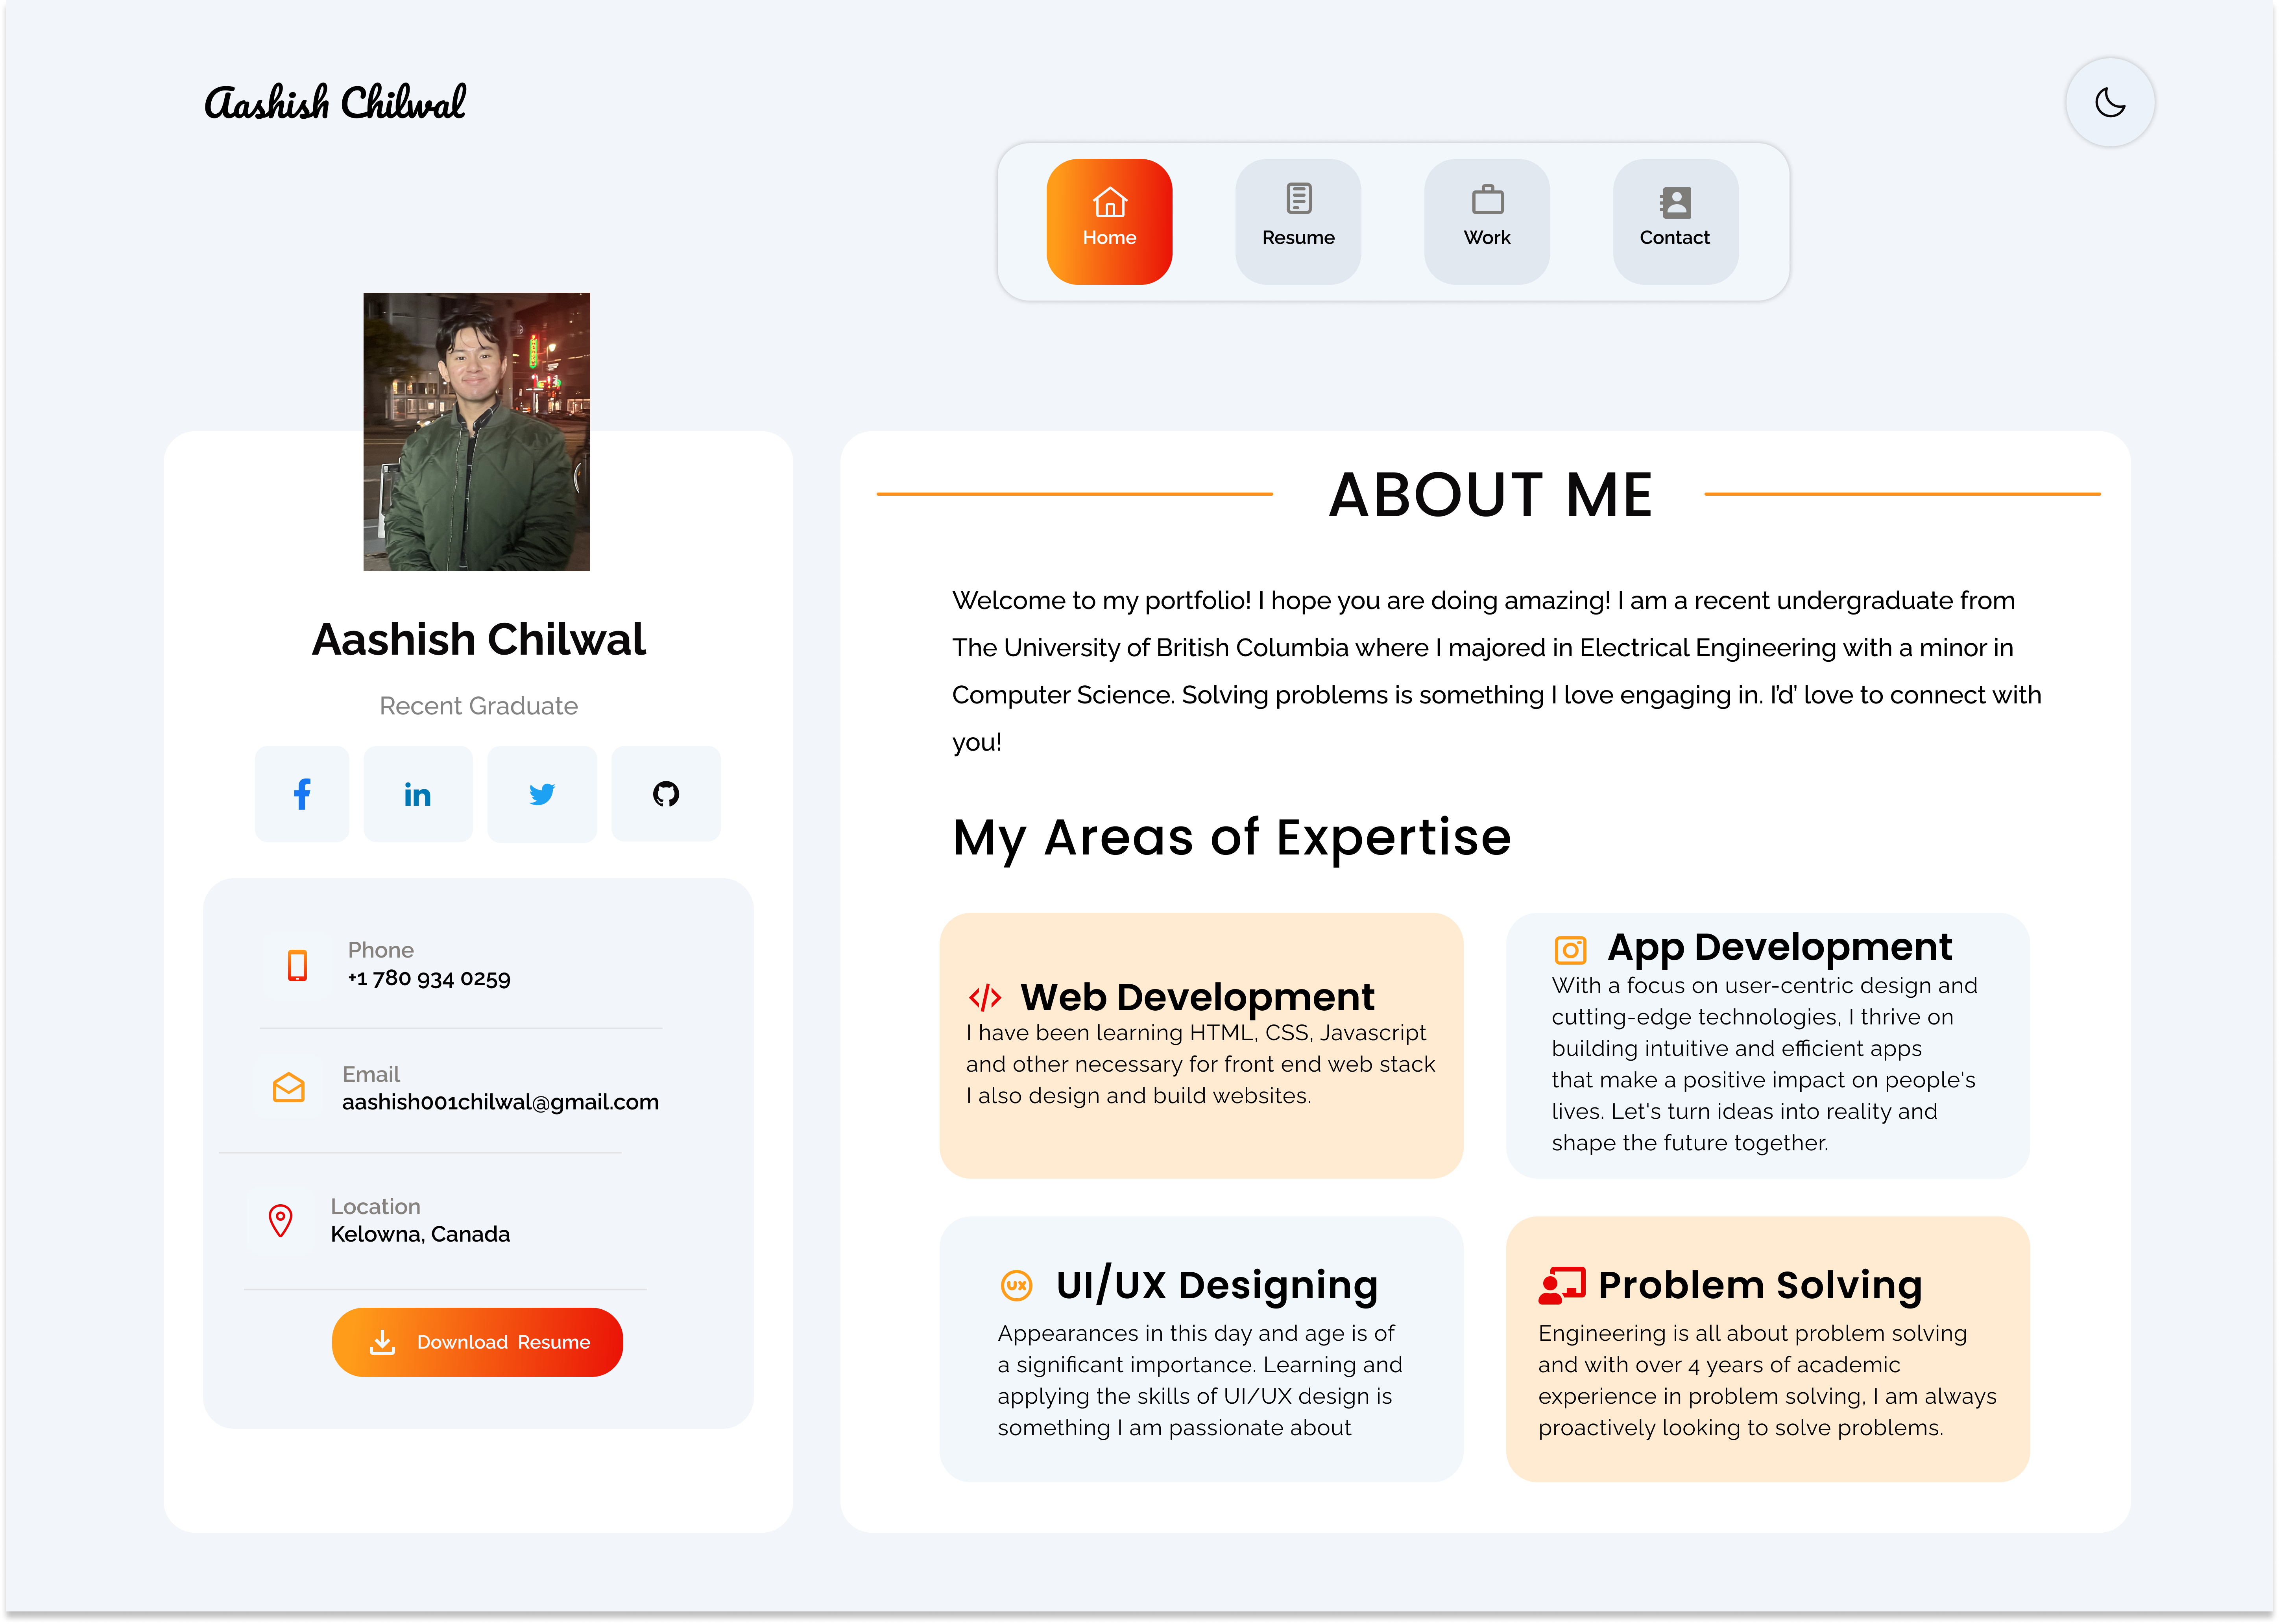 Aashish Chilwal
Home
Resume
Work
Contact
Aashish Chilwal
Recent Graduate
Phone
+1 780 934 0259
Email
aashish001chilwal@gmail.com
Location
Kelowna, Canada
Download Resume
ABOUT ME
Welcome to my portfolio! I hope you are doing amazing! I am a recent undergraduate from
The University of British Columbia where I majored in Electrical Engineering with a minor in
Computer Science. Solving problems is something I love engaging in. I'd’ love to connect with
you!
My Areas of Expertise
Web Development
I have been learning HTML, CSS, Javascript
and other necessary for front end web stack
I also design and build websites.
App Development
With a focus on user-centric design and
cutting-edge technologies, I thrive on
building intuitive and efficient apps
that make a positive impact on people's
lives. Let's turn ideas into reality and
shape the future together.
UX
UI/UX Designing
Appearances in this day and age is of
a significant importance. Learning and
applying the skills of UI/UX design is
something I am passionate about
Problem Solving
Engineering is all about problem solving
and with over 4 years of academic
experience in problem solving, I am always
proactively looking to solve problems.